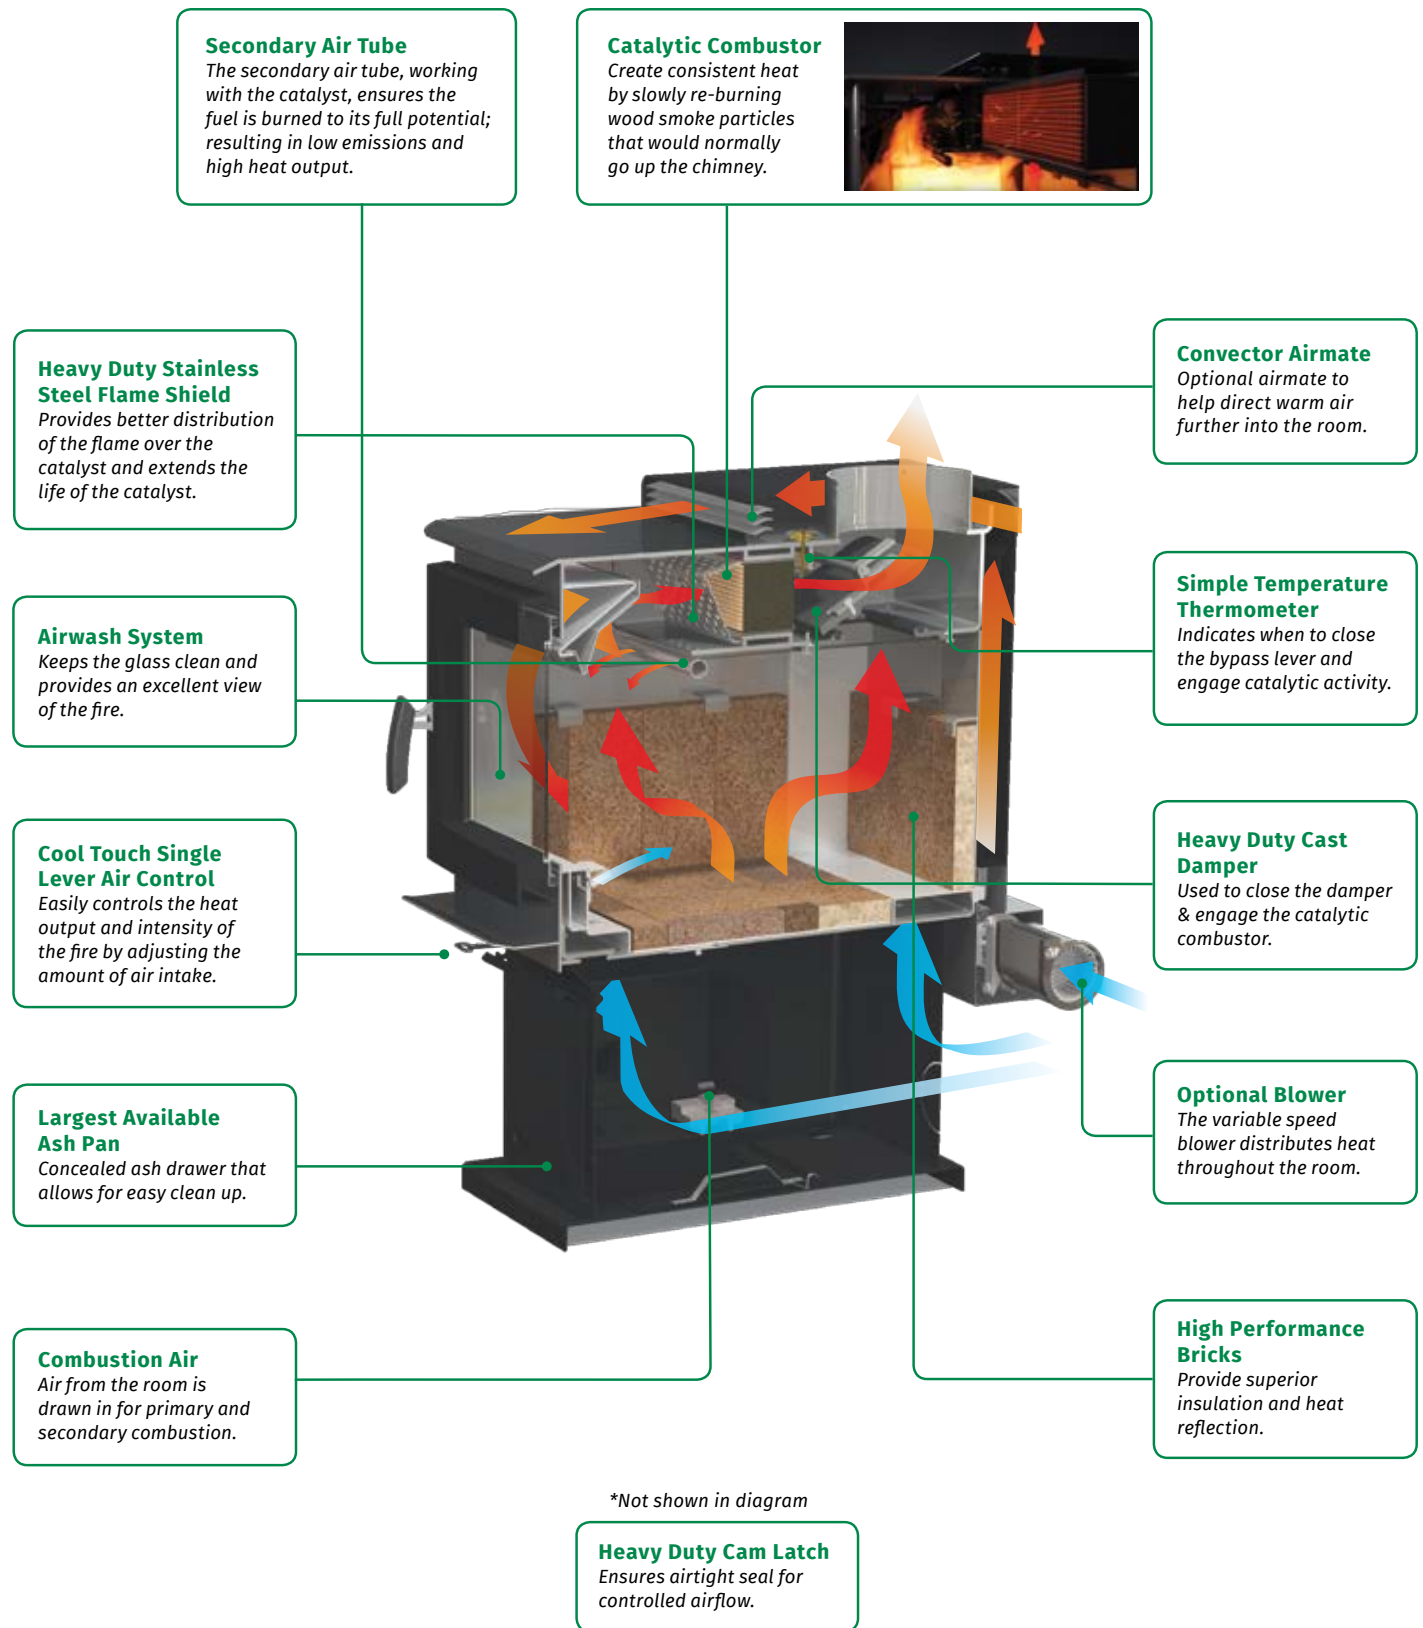 Secondary Air Tube
The secondary air tube, working
with the catalyst, ensures the
fuel is burned to its full potential;
resulting in low emissions and
high heat output.
Catalytic Combustor
Create consistent heat
by slowly re-burning
wood smoke particles
that would normally
go up the chimney.
Heavy Duty Stainless
Steel Flame Shield
Provides better distribution
of the flame over the
catalyst and extends the
life of the catalyst.
Convector Airmate
Optional airmate to
help direct warm air
further into the room.
Airwash System
Keeps the glass clean and
provides an excellent view
of the fire.
Simple Temperature
Thermometer
Indicates when to close
the bypass lever and
engage catalytic activity.
Cool Touch Single
Lever Air Control
Easily controls the heat
output and intensity of
the fire by adjusting the
amount of air intake.
Heavy Duty Cast
Damper
Used to close the damper
& engage the catalytic
combustor.
Largest Available
Ash Pan
Concealed ash drawer that
allows for easy clean up.
Optional Blower
The variable speed
blower distributes heat
throughout the room.
Combustion Air
Air from the room is
drawn in for primary and
secondary combustion.
High Performance
Bricks
Provide superior
insulation and heat
reflection.
*Not shown in diagram
Heavy Duty Cam Latch
Ensures airtight seal for
controlled airflow.